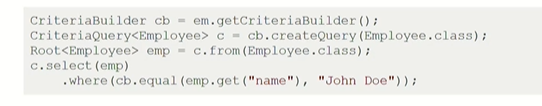 CriteriaBuilder cb = em.getCriteriaBuilder();
CriteriaQuery<Employee> c = cb.createQuery(Employee.class);
Root<Employee> emp = c.from(Employee.class);
c.select(emp)
.where(cb.equal(emp.get("name"), "John Doe"));